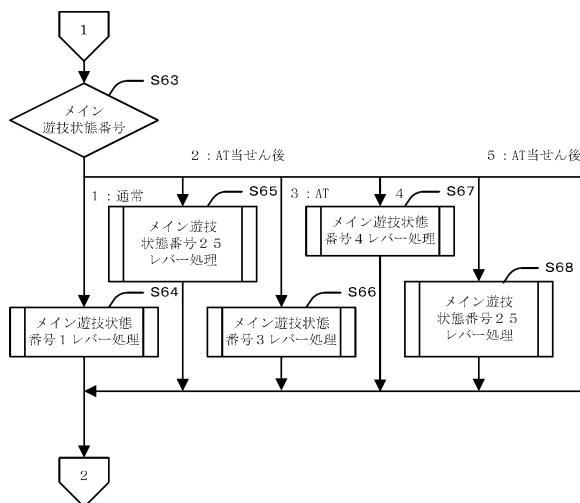 1
S63
メイン
遊技状態番号
2：AT当せん後
5：AT当せん後
1：通常
S65
3：AT
4
S67
メイン遊技
状態番号２５
レバー処理
メイン遊技状態
番号４レバー処理
S64
S66
S68
メイン遊技状態
番号１レバー処理
メイン遊技状態
番号３レバー処理
メイン遊技
状態番号２５
レバー処理
2